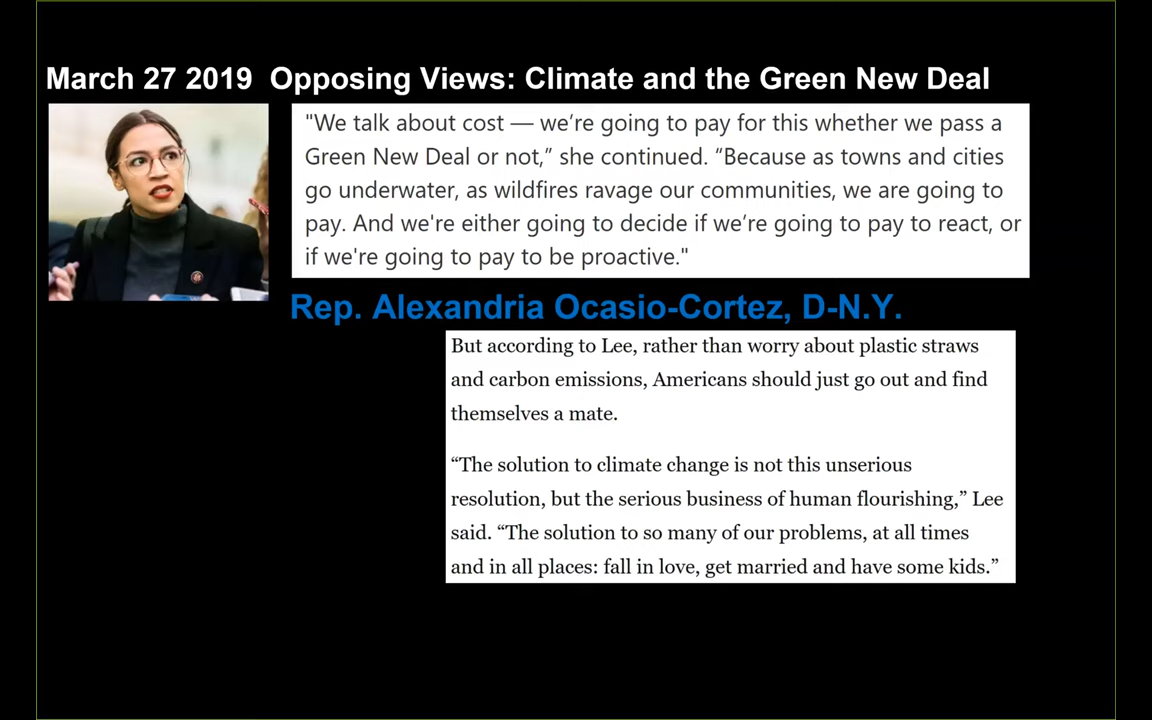 March 27 2019  Opposing Views: Climate and the Green New Deal
"We talk about cost — we’re going to pay for this whether we pass a
Green New Deal or not,” she continued. “Because as towns and cities
go underwater, as wildfires ravage our communities, we are going to
pay. And we're either going to decide if we’re going to pay to react, or
if we're going to pay to be proactive."
Rep. Alexandria Ocasio-Cortez, D-N.Y.
But according to Lee, rather than worry about plastic straws
and carbon emissions, Americans should just go out and find
themselves a mate.
“The solution to climate change is not this unserious
resolution, but the serious business of human flourishing,” Lee
said. “The solution to so many of our problems, at all times
and in all places: fall in love, get married and have some kids.”